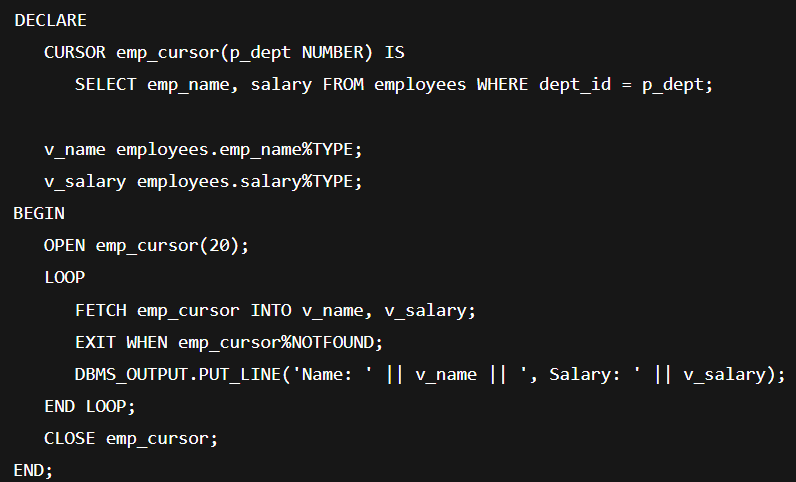 DECLARE
CURSOR emp_cursor(p_dept NUMBER) IS
SELECT emp_name, salary FROM employees WHERE dept_id = p_dept;
v_name employees.emp_name%TYPE;
v_salary employees.salary%TYPE;
BEGIN
OPEN emp_cursor(20);
LOOP
FETCH emp_cursor INTO v_name, v_salary;
EXIT WHEN emp_cursor%NOTFOUND;
DBMS_OUTPUT.PUT_LINE('Name: ' || v_name || ', Salary: ' || v_salary);
END LOOP;
CLOSE emp_cursor;
END;